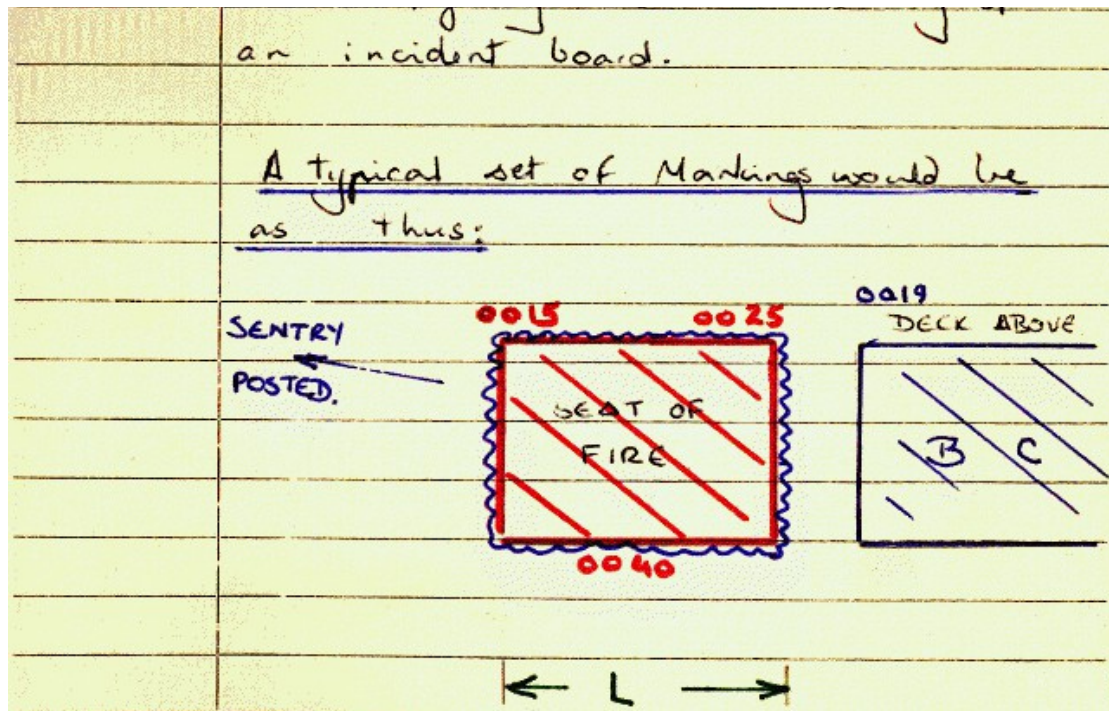 an incident board.
A typical set of Markings would be
as thus:
0015 0025 0019
DECK ABOVE
SENTRY
POSTED.
SEAT OF
FIRE
B C
0040
L